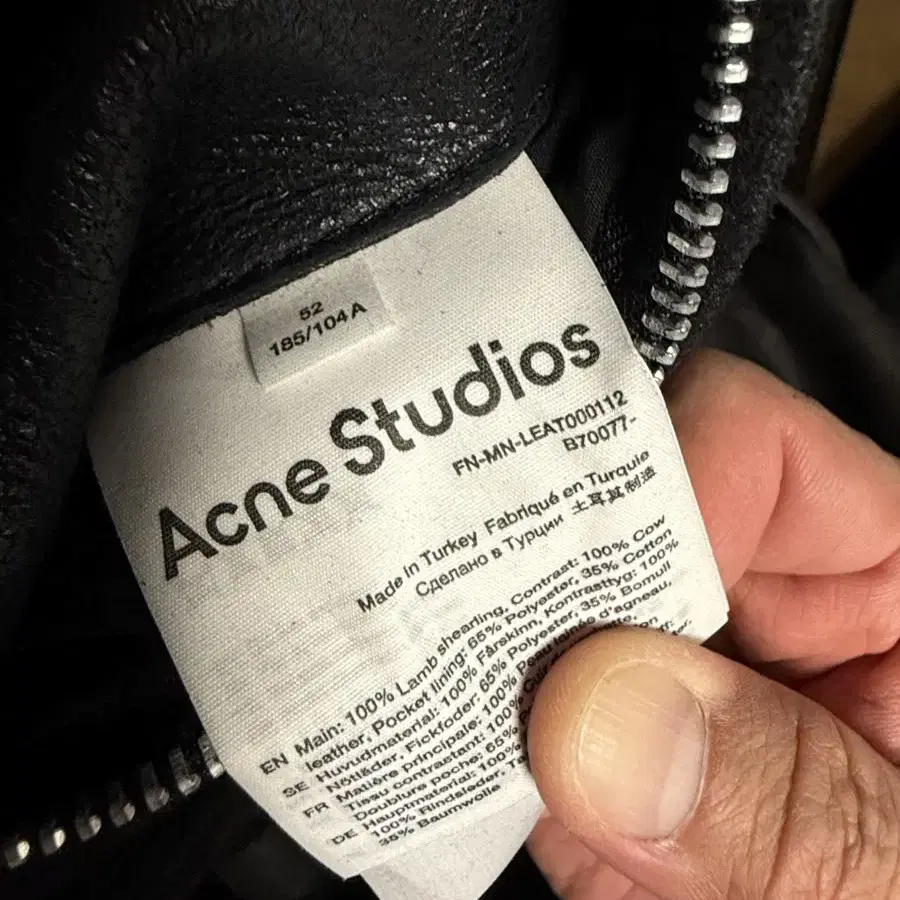 52
185/104A
Acne Studios
FN-MN-LEAT000112
B70077-
Made in Turkey Fabriqué en Turquie
Сделано в Турции 土耳其制造
EN Main: 100% Lamb shearling, Contrast: 100% Cow
leather, Pocket lining: 65% Polyester, 35% Cotton
SE Huvudmaterial: 100% Fårskinn, Kontrasttyg: 100%
Nötläder, Fickfoder: 65% Polyester, 35% Bomull
FR Matière principale: 100% Peau lainée d'agneau,
Tissu contrastant: 100% Cuir
Doublure poche: 65%
DE Hauptmaterial: 100%
100% Rindsleder,
35% Baumwolle